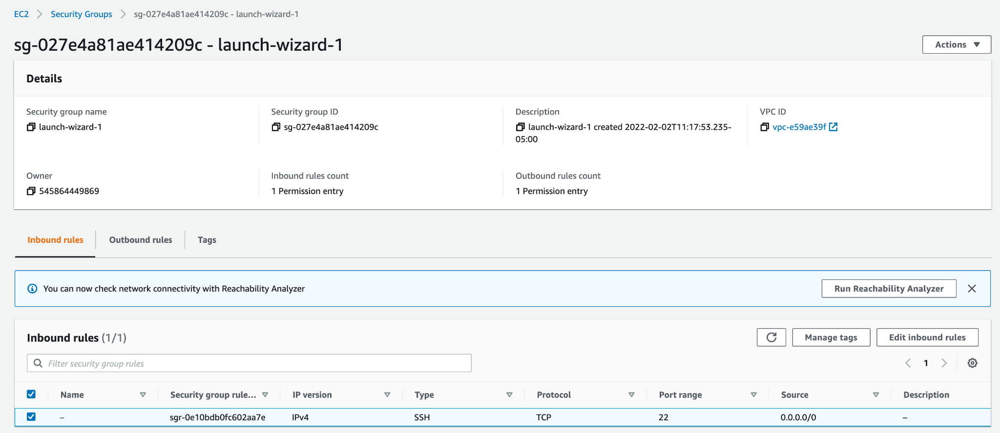 EC2 > Security Groups > sg-027e4a81ae414209c - launch-wizard-1
sg-027e4a81ae414209c - launch-wizard-1
Actions
Details
Security group name
launch-wizard-1
Security group ID
sg-027e4a81ae414209c
Description
launch-wizard-1 created 2022-02-02T11:17:53.235-
05:00
VPC ID
vpc-e59ae39f
Owner
545864449869
Inbound rules count
1 Permission entry
Outbound rules count
1 Permission entry
Inbound rules
Outbound rules
Tags
You can now check network connectivity with Reachability Analyzer
Run Reachability Analyzer
Inbound rules (1/1)
Manage tags
Edit inbound rules
Filter security group rules
1
Name Security group rule... IP version Type Protocol Port range Source Description
– sgr-0e10bdb0fc602aa7e IPv4 SSH TCP 22 0.0.0.0/0 –